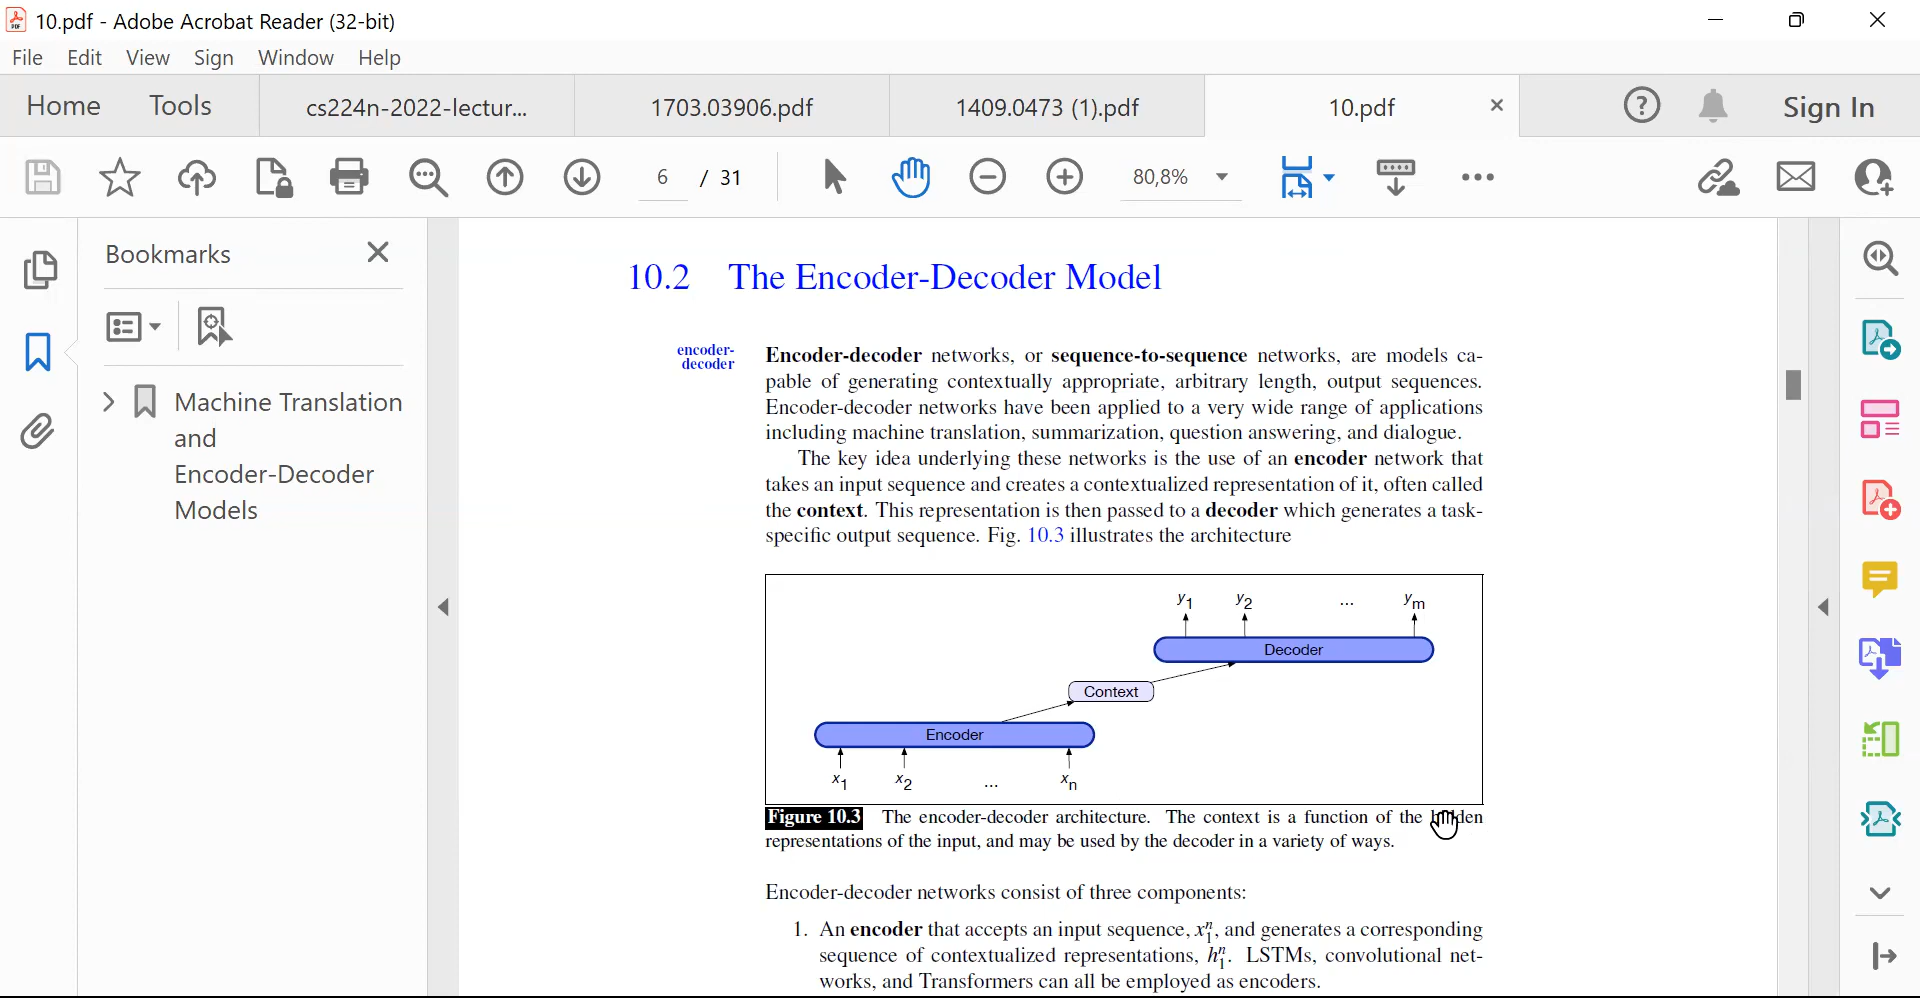 10.pdf - Adobe Acrobat Reader (32-bit)
File Edit View Sign Window Help
Home Tools cs224n-2022-lectur... 1703.03906.pdf 1409.0473 (1).pdf 10.pdf Sign In
6 / 31 80,8%
Bookmarks
Machine Translation
and
Encoder-Decoder
Models
10.2 The Encoder-Decoder Model
encoder-
decoder
Encoder-decoder networks, or sequence-to-sequence networks, are models ca-
pable of generating contextually appropriate, arbitrary length, output sequences.
Encoder-decoder networks have been applied to a very wide range of applications
including machine translation, summarization, question answering, and dialogue.
The key idea underlying these networks is the use of an encoder network that
takes an input sequence and creates a contextualized representation of it, often called
the context. This representation is then passed to a decoder which generates a task-
specific output sequence. Fig. 10.3 illustrates the architecture
y1 y2 ... ym
Decoder
Context
Encoder
x1 x2 ... xn
Figure 10.3 The encoder-decoder architecture. The context is a function of the
representations of the input, and may be used by the decoder in a variety of ways.
Encoder-decoder networks consist of three components:
1. An encoder that accepts an input sequence, x₁ⁿ, and generates a corresponding
sequence of contextualized representations, h₁ⁿ. LSTMs, convolutional net-
works, and Transformers can all be employed as encoders.